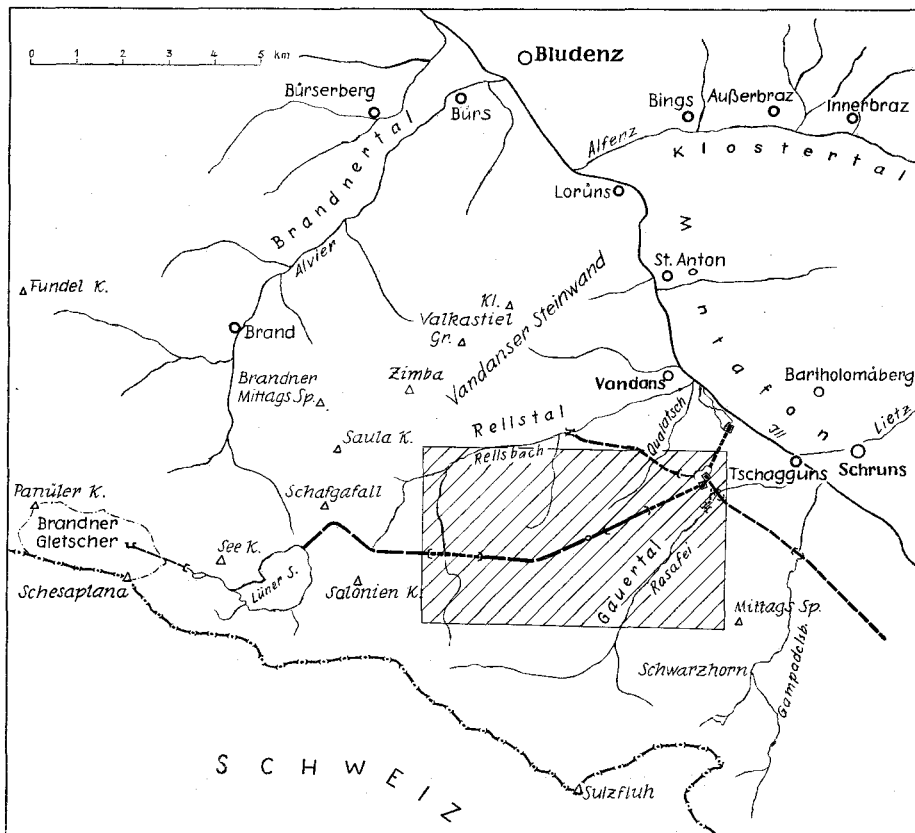 0 1 2 3 4 5
km
Bludenz
Bürserberg
Bürs
Bings
Außerbraz
Innerbraz
Alfenz
Klostertal
Brandnertal
Lorüns
Montafon
St. Anton
Alvier
Fundel K.
Kl.
Valkastiel
Gr.
Vandanser Steinwand
Brand
Zimba
Brandner
Mittags Sp.
Vandans
Bartholomäberg
Rellstal
Qualatsch
Ill
Lietz
Saula K.
Rellsbach
Tschagguns
Schruns
Panüler K.
Schafgafall
Brandner
Gletscher
See K.
Lüner S.
Schesaplana
Salonien K.
Gauertal
Rasafei
Mittags Sp.
Schwarzhorn
Gampadelsb.
SCHWEIZ
Sulzfluh